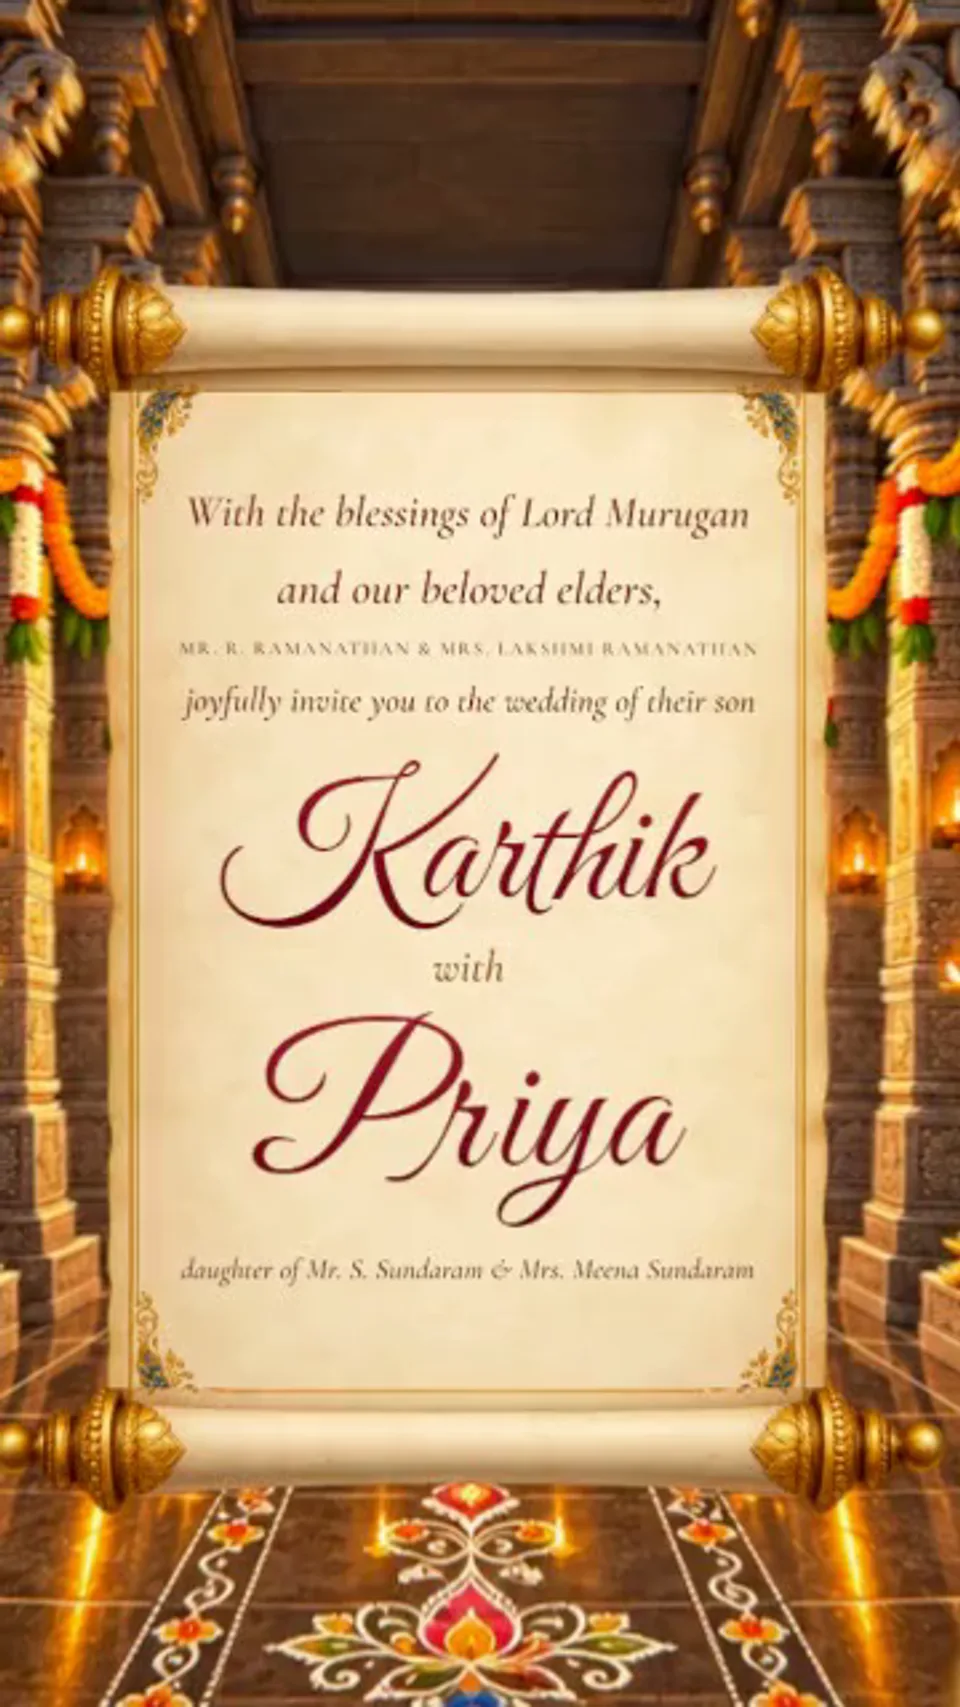 With the blessings of Lord Murugan
and our beloved elders,
MR. R. RAMANATHAN & MRS. LAKSHMI RAMANATHAN
joyfully invite you to the wedding of their son
Karthik
with
Priya
daughter of Mr. S. Sundaram & Mrs. Meena Sundaram